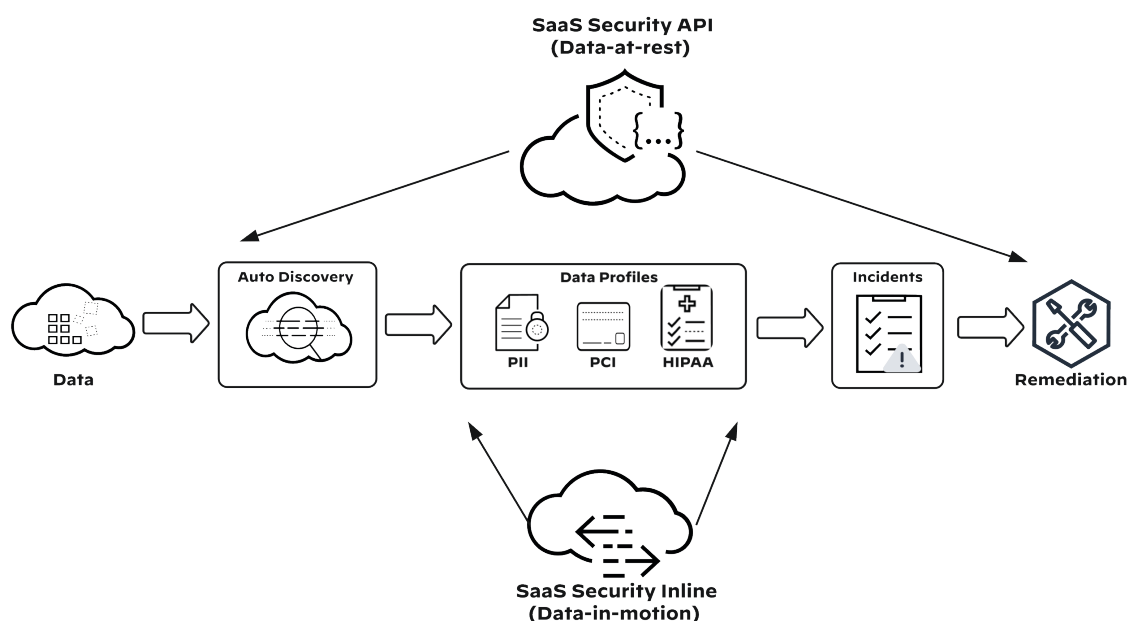 SaaS Security API
(Data-at-rest)
Auto Discovery
Data Profiles
Incidents
PII
PCI
HIPAA
Data
Remediation
SaaS Security Inline
(Data-in-motion)